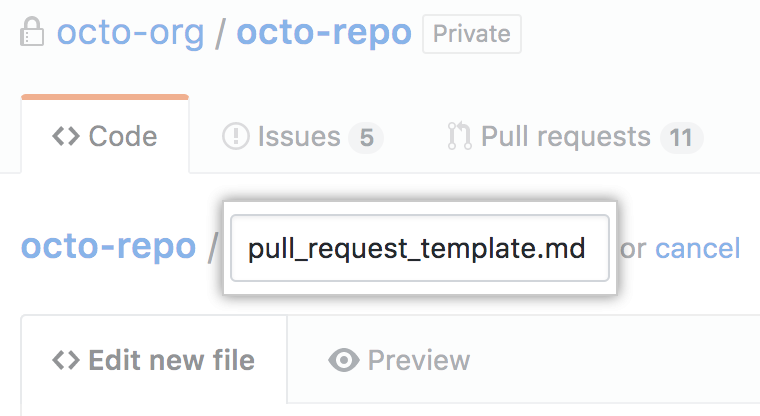 octo-org / octo-repo Private
Code Issues 5 Pull requests 11
octo-repo / pull_request_template.md or cancel
Edit new file Preview